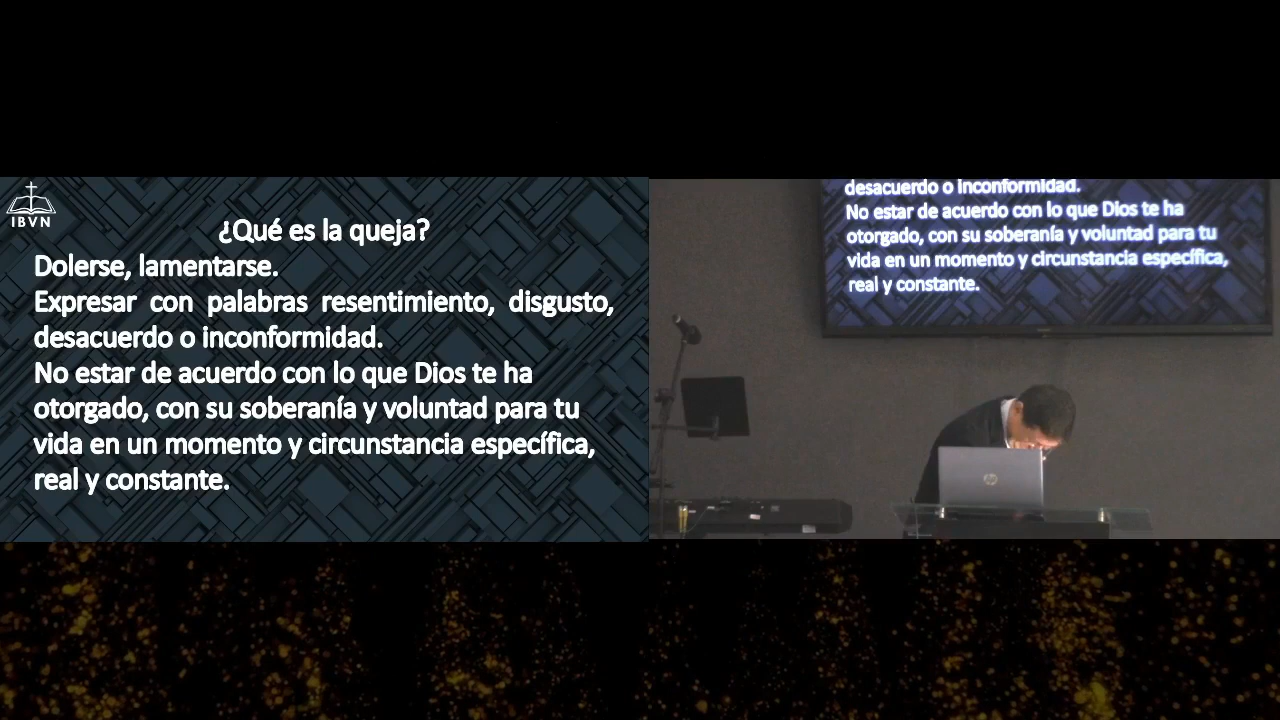 IBVN
¿Qué es la queja?
Dolerse, lamentarse.
Expresar con palabras resentimiento, disgusto,
desacuerdo o inconformidad.
No estar de acuerdo con lo que Dios te ha
otorgado, con su soberanía y voluntad para tu
vida en un momento y circunstancia específica,
real y constante.
desacuerdo o inconformidad.
No estar de acuerdo con lo que Dios te ha
otorgado, con su soberanía y voluntad para tu
vida en un momento y circunstancia específica,
real y constante.
hp